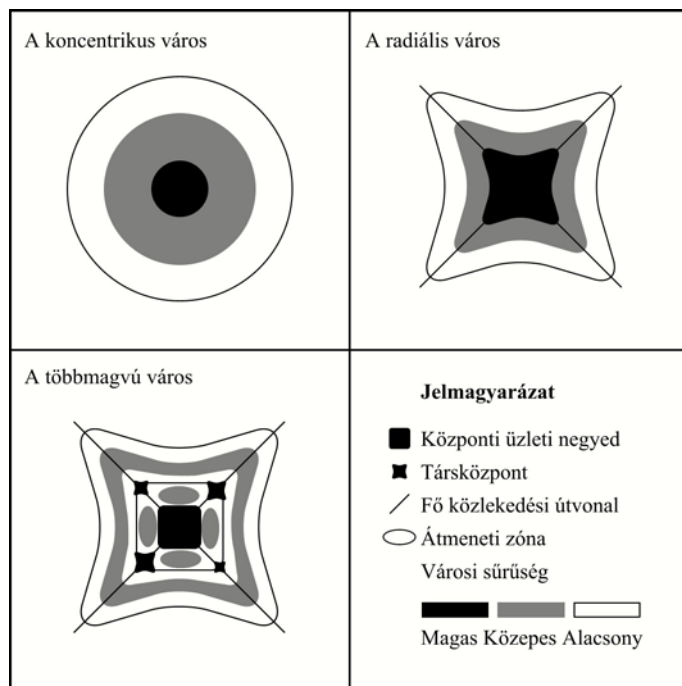 A koncentrikus város
A radiális város
A többmagvú város
Jelmagyarázat
Központi üzleti negyed
Társközpont
Fő közlekedési útvonal
Átmeneti zóna
Városi sűrűség
Magas Közepes Alacsony